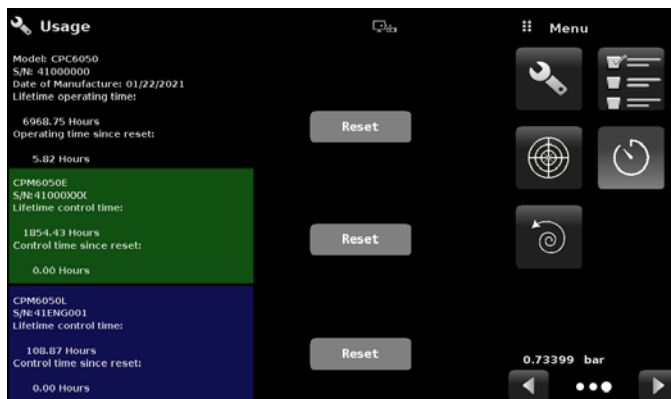 Usage
Menu
Model: CPC6050
S/N: 41000000
Date of Manufacture: 01/22/2021
Lifetime operating time:
6968.75 Hours
Operating time since reset:
5.82 Hours
Reset
CPM6050E
S/N:41000XXX
Lifetime control time:
1854.43 Hours
Control time since reset:
0.00 Hours
Reset
CPM6050L
S/N:41ENG001
Lifetime control time:
108.87 Hours
Control time since reset:
0.00 Hours
Reset
0.73399 bar